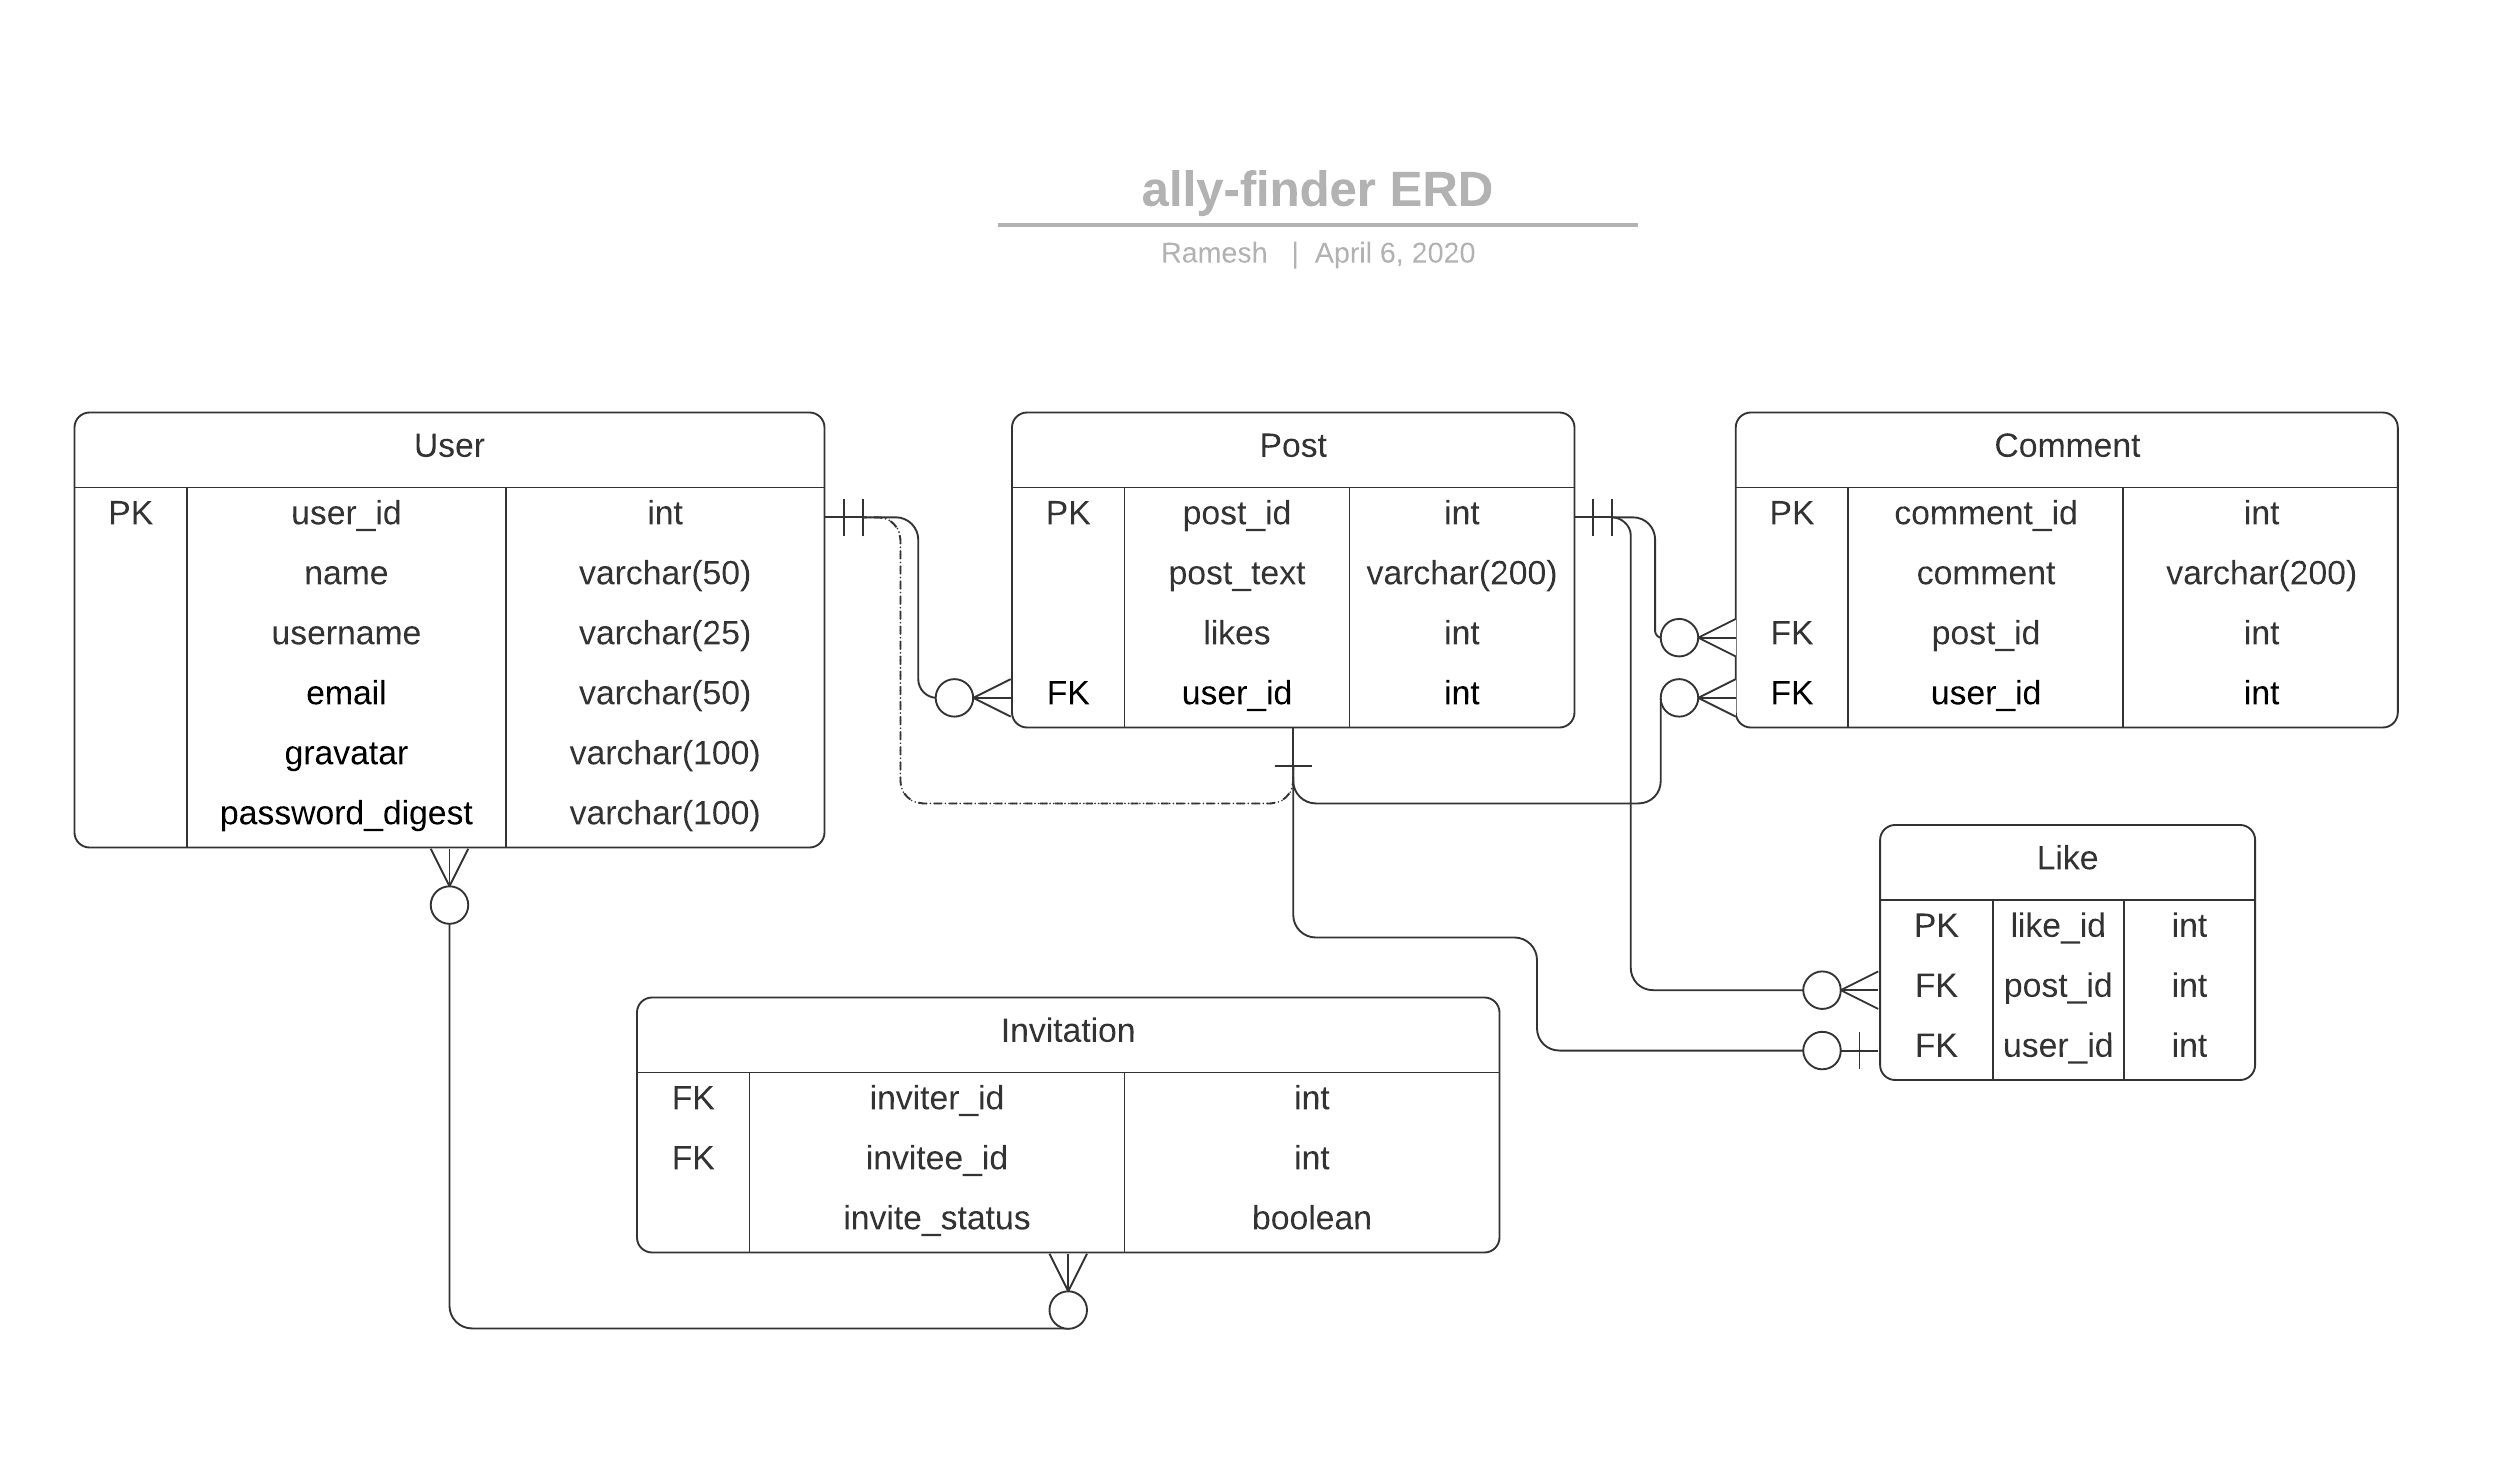 ally-finder ERD
Ramesh | April 6, 2020
User
PK user_id int
name varchar(50)
username varchar(25)
email varchar(50)
gravatar varchar(100)
password_digest varchar(100)
Post
PK post_id int
post_text varchar(200)
likes int
FK user_id int
Comment
PK comment_id int
comment varchar(200)
FK post_id int
FK user_id int
Like
PK like_id int
FK post_id int
FK user_id int
Invitation
FK inviter_id int
FK invitee_id int
invite_status boolean